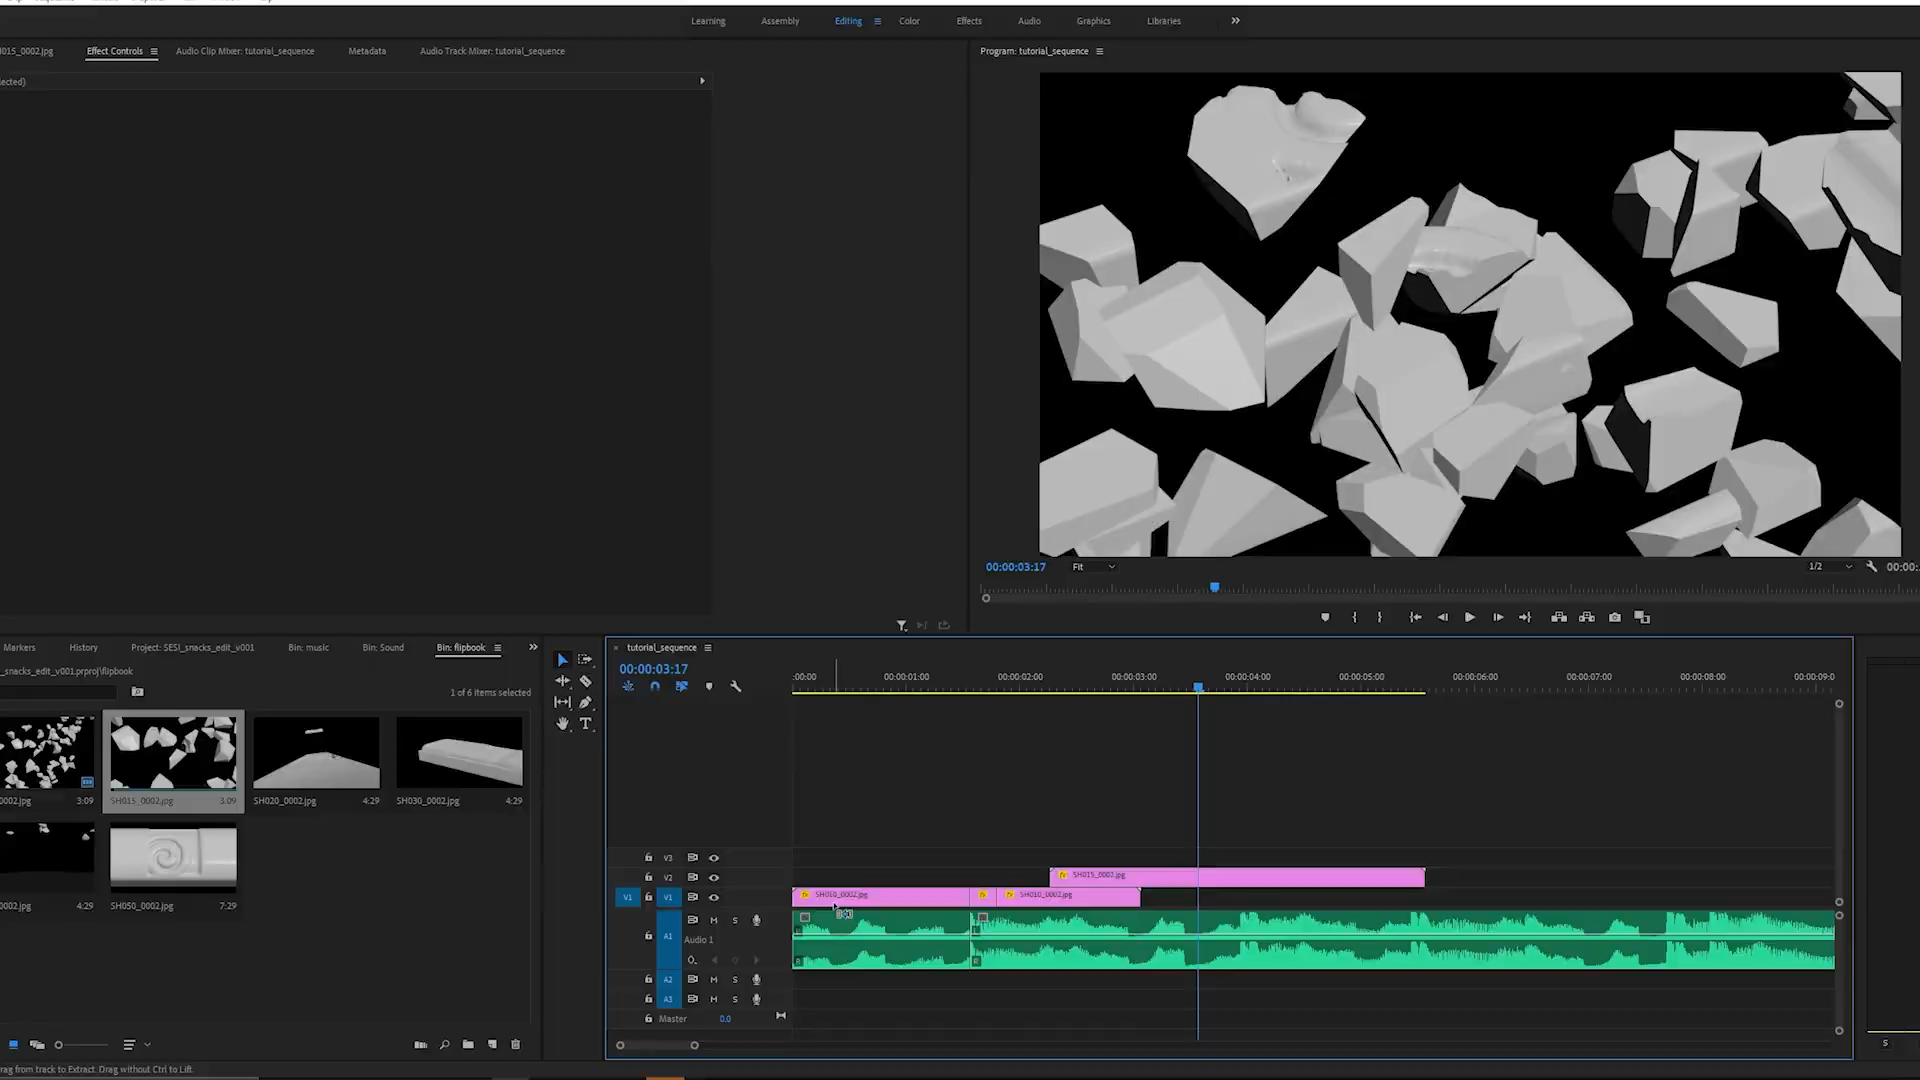 Learning Assembly Editing Color Effects Audio Graphics Libraries
015_0002.jpg Effect Controls Audio Clip Mixer: tutorial_sequence Metadata Audio Track Mixer: tutorial_sequence
Program: tutorial_sequence
ected)
00:00:03:17 Fit 1/2 00:00:
Markers History Project: SESI_snacks_edit_v001 Bin: music Bin: Sound Bin: flipbook
_snacks_edit_v001.prproj\flipbook
1 of 6 items selected
0002.jpg 3:09 SH015_0002.jpg 3:09 SH020_0002.jpg 4:29 SH030_0002.jpg 4:29
0002.jpg 4:29 SH050_0002.jpg 7:29
tutorial_sequence
00:00:03:17
:00:00 00:00:01:00 00:00:02:00 00:00:03:00 00:00:04:00 00:00:05:00 00:00:06:00 00:00:07:00 00:00:08:00 00:00:09:0
V3
V2 SH015_0002.jpg
V1 V1 SH010_0002.jpg SH010_0002.jpg
M S
A1 Audio 1
A2 M S
A3 M S
Master 0.0
S
rag from track to Extract. Drag without Ctrl to Lift.